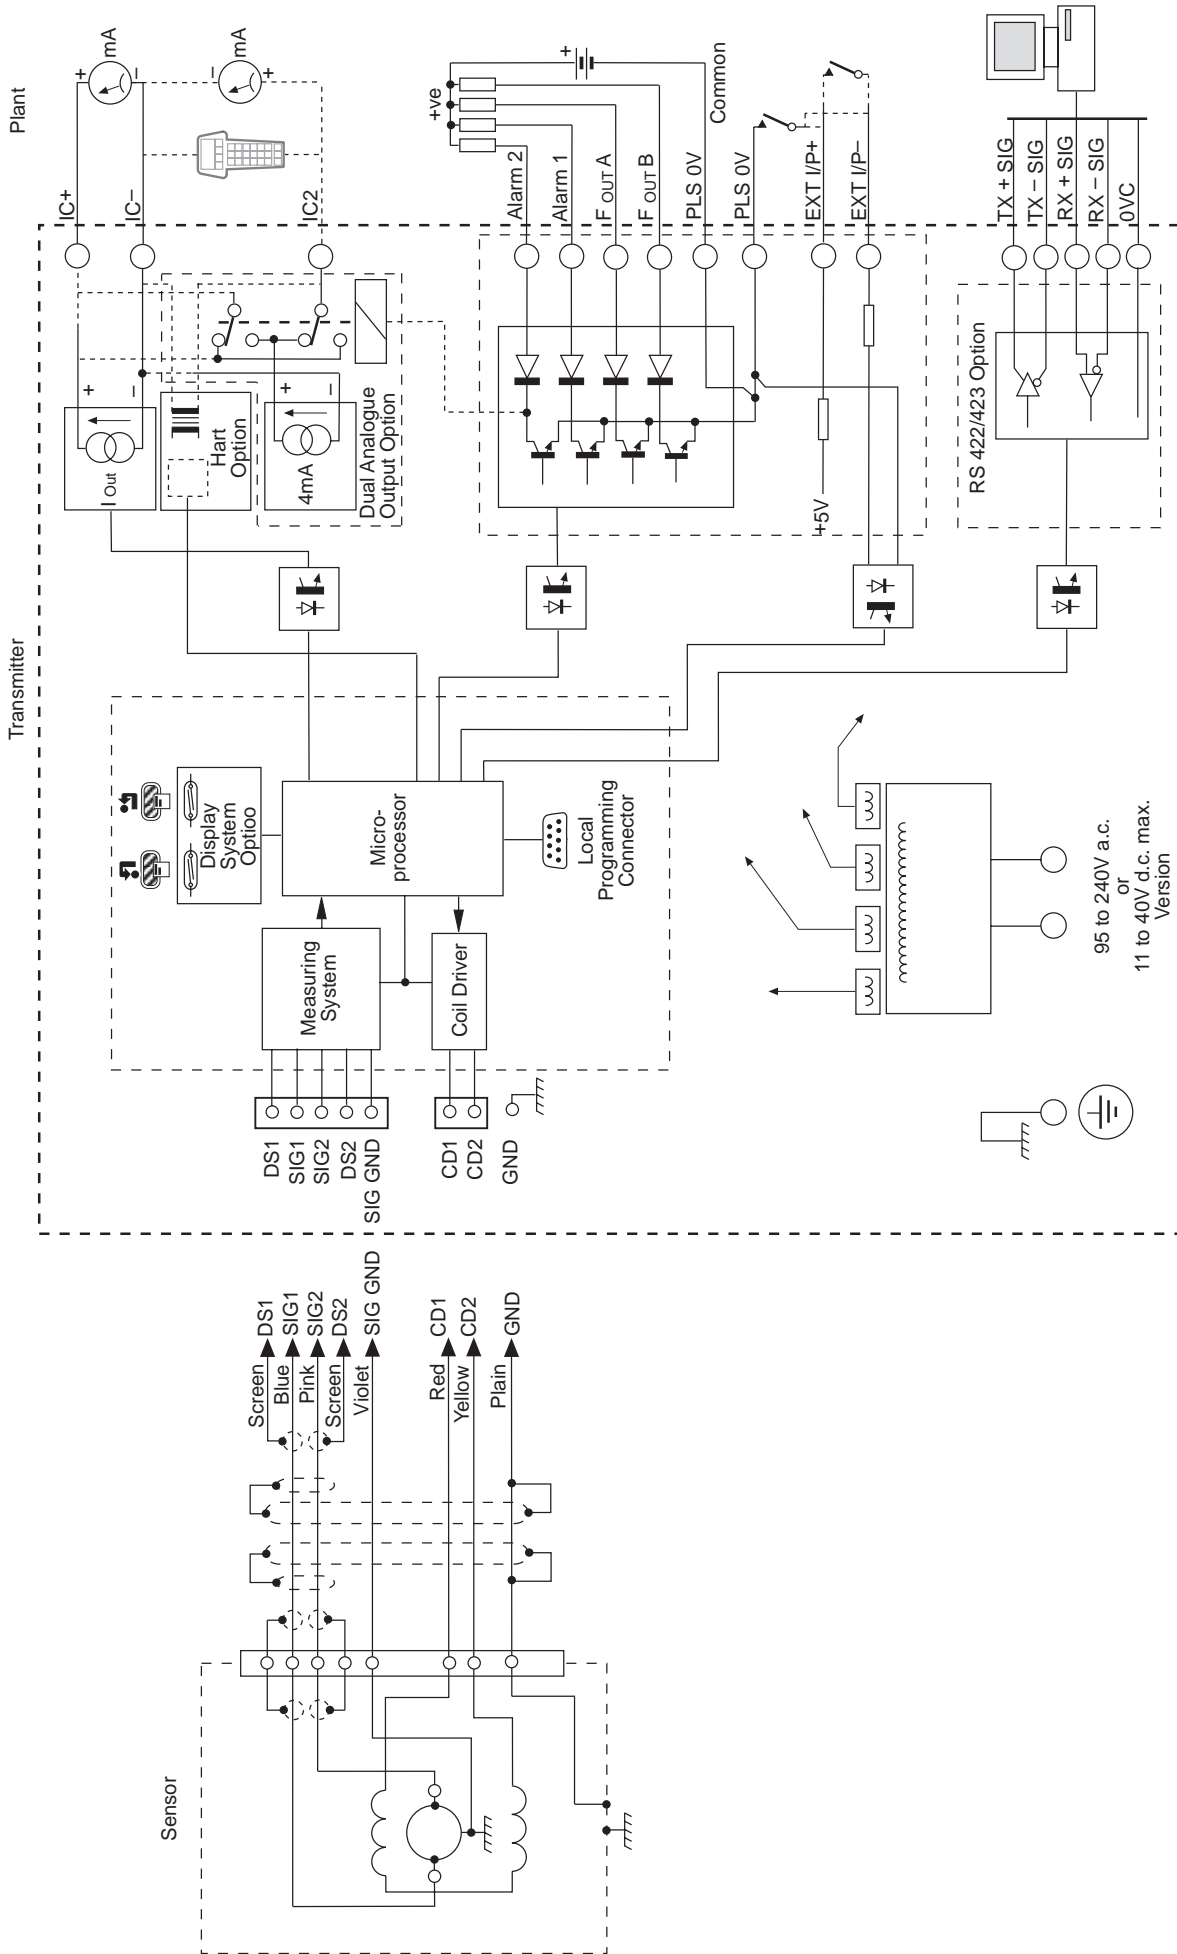 Plant
mA
+
–
mA
–
+
IC+
IC–
IC2
+ve
+
Common
Alarm 2
Alarm 1
F OUT A
F OUT B
PLS 0V
PLS 0V
EXT I/P+
EXT I/P–
TX + SIG
TX – SIG
RX + SIG
RX – SIG
0VC
Transmitter
+
–
I Out
Hart
Option
+
–
4mA
Dual Analogue
Output Option
+5V
RS 422/423 Option
Display
System
Optioo
Micro-
processor
Local
Programming
Connector
Measuring
System
Coil Driver
95 to 240V a.c.
or
11 to 40V d.c. max.
Version
DS1
SIG1
SIG2
DS2
SIG GND
CD1
CD2
GND
DS1
SIG1
SIG2
DS2
SIG GND
CD1
CD2
GND
Screen
Blue
Pink
Screen
Violet
Red
Yellow
Plain
Sensor